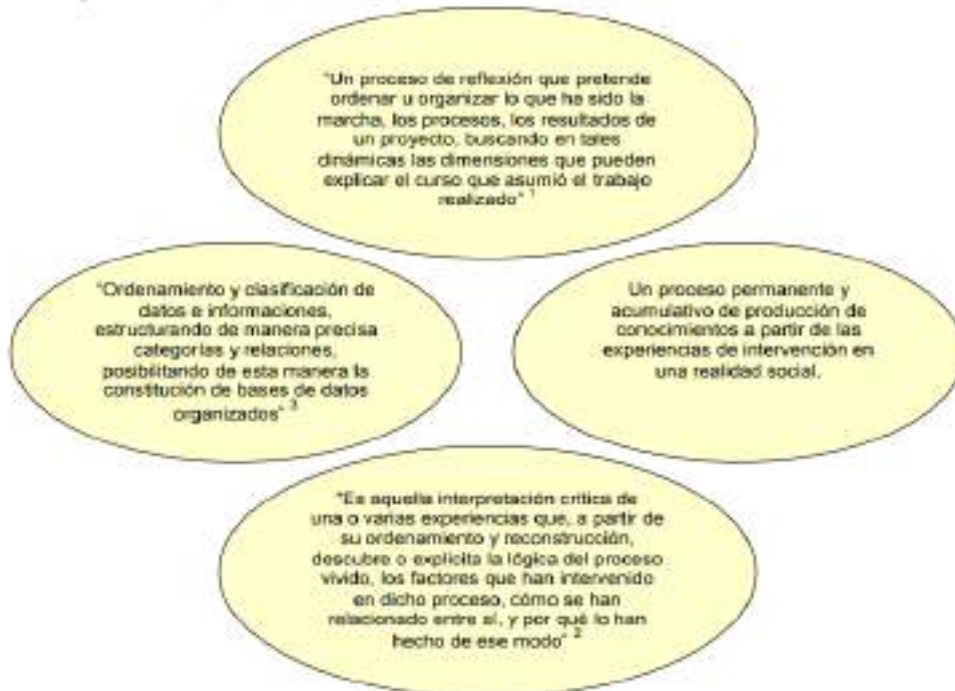 "Un proceso de reflexión que pretende
ordenar u organizar lo que ha sido la
marcha, los procesos, los resultados de
un proyecto, buscando en tales
dinámicas las dimensiones que pueden
explicar el curso que asumió el trabajo
realizado" 1
"Ordenamiento y clasificación de
datos e informaciones,
estructurando de manera precisa
categorías y relaciones,
posibilitando de esta manera la
constitución de bases de datos
organizados" 3
Un proceso permanente y
acumulativo de producción de
conocimientos a partir de las
experiencias de intervención en
una realidad social.
"Es aquella interpretación crítica de
una o varias experiencias que, a partir de
su ordenamiento y reconstrucción,
descubre o explicita la lógica del proceso
vivido, los factores que han intervenido
en dicho proceso, cómo se han
relacionado entre sí, y por qué lo han
hecho de ese modo" 2